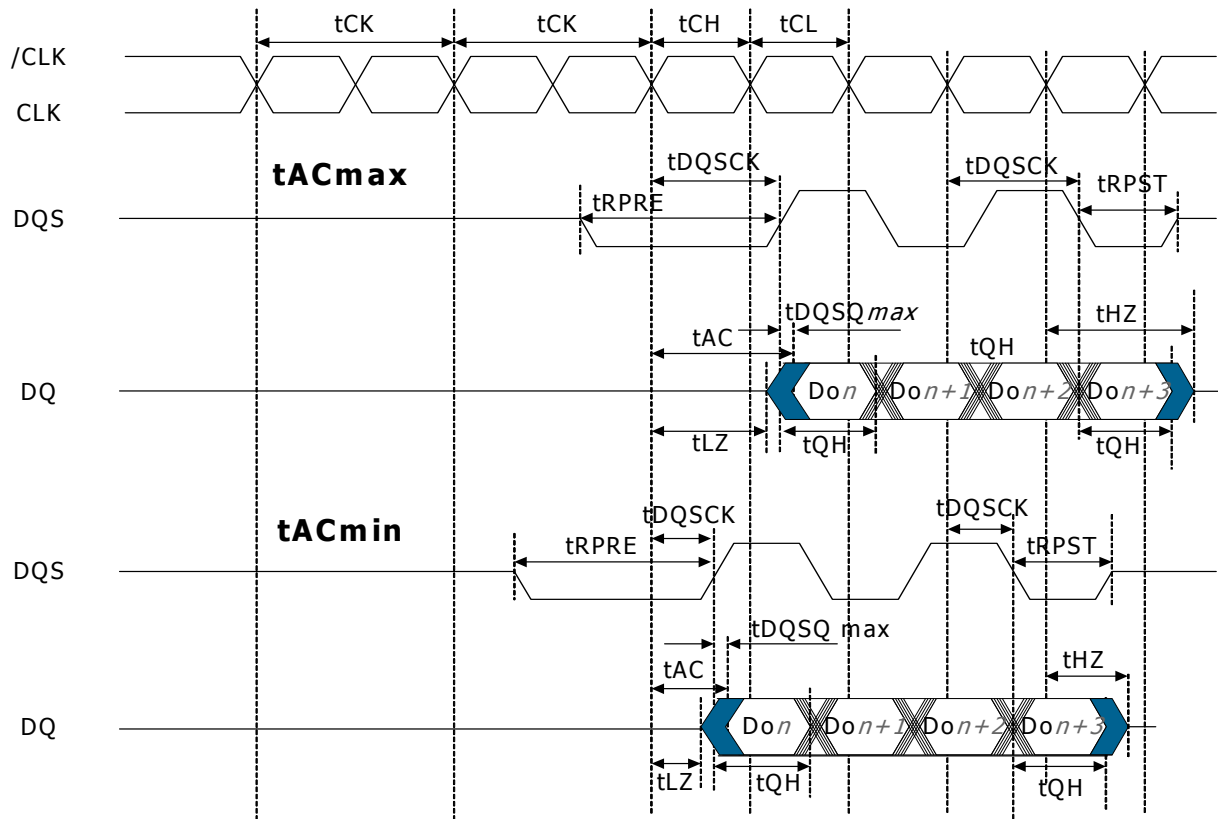 tCK tCK tCH tCL
/CLK
CLK
tACmax
tDQSCK tDQSCK
tRPRE tRPST
DQS
tDQSQmax tHZ
tAC
tQH
DQ Don Don+1 Don+2 Don+3
tLZ tQH tQH
tACmin
tDQSCK tDQSCK
tRPRE tRPST
DQS
tDQSQ max
tAC tHZ
DQ Don Don+1 Don+2 Don+3
tLZ tQH tQH